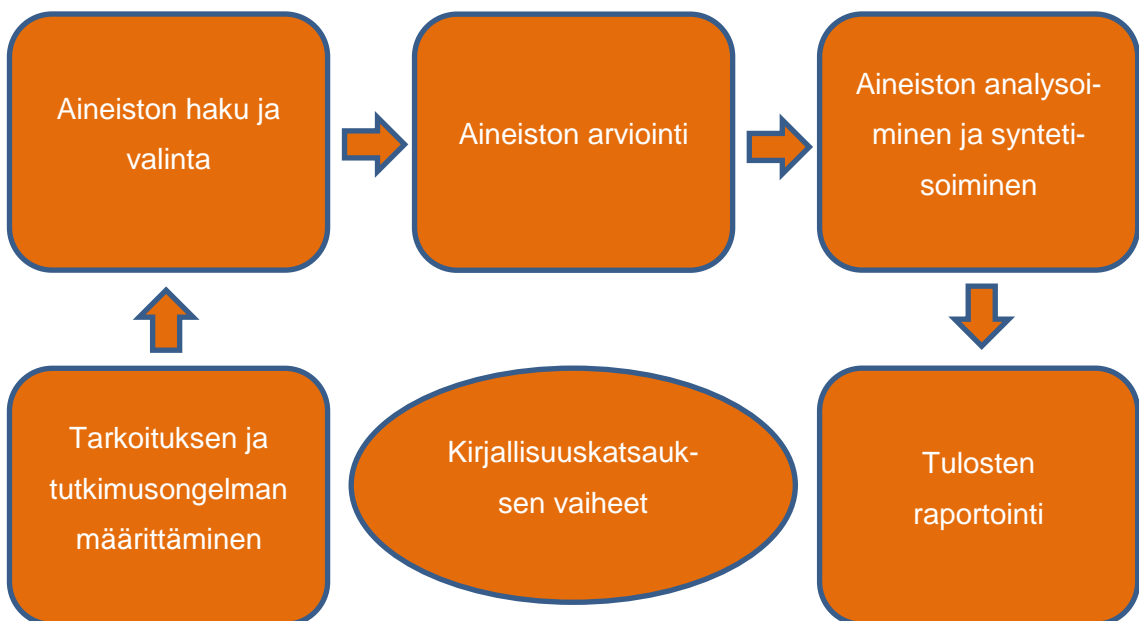 Aineiston haku ja
valinta
Aineiston arviointi
Aineiston analysoi-
minen ja synteti-
soiminen
Tarkoituksen ja
tutkimusongelman
määrittäminen
Kirjallisuuskatsauk-
sen vaiheet
Tulosten
raportointi